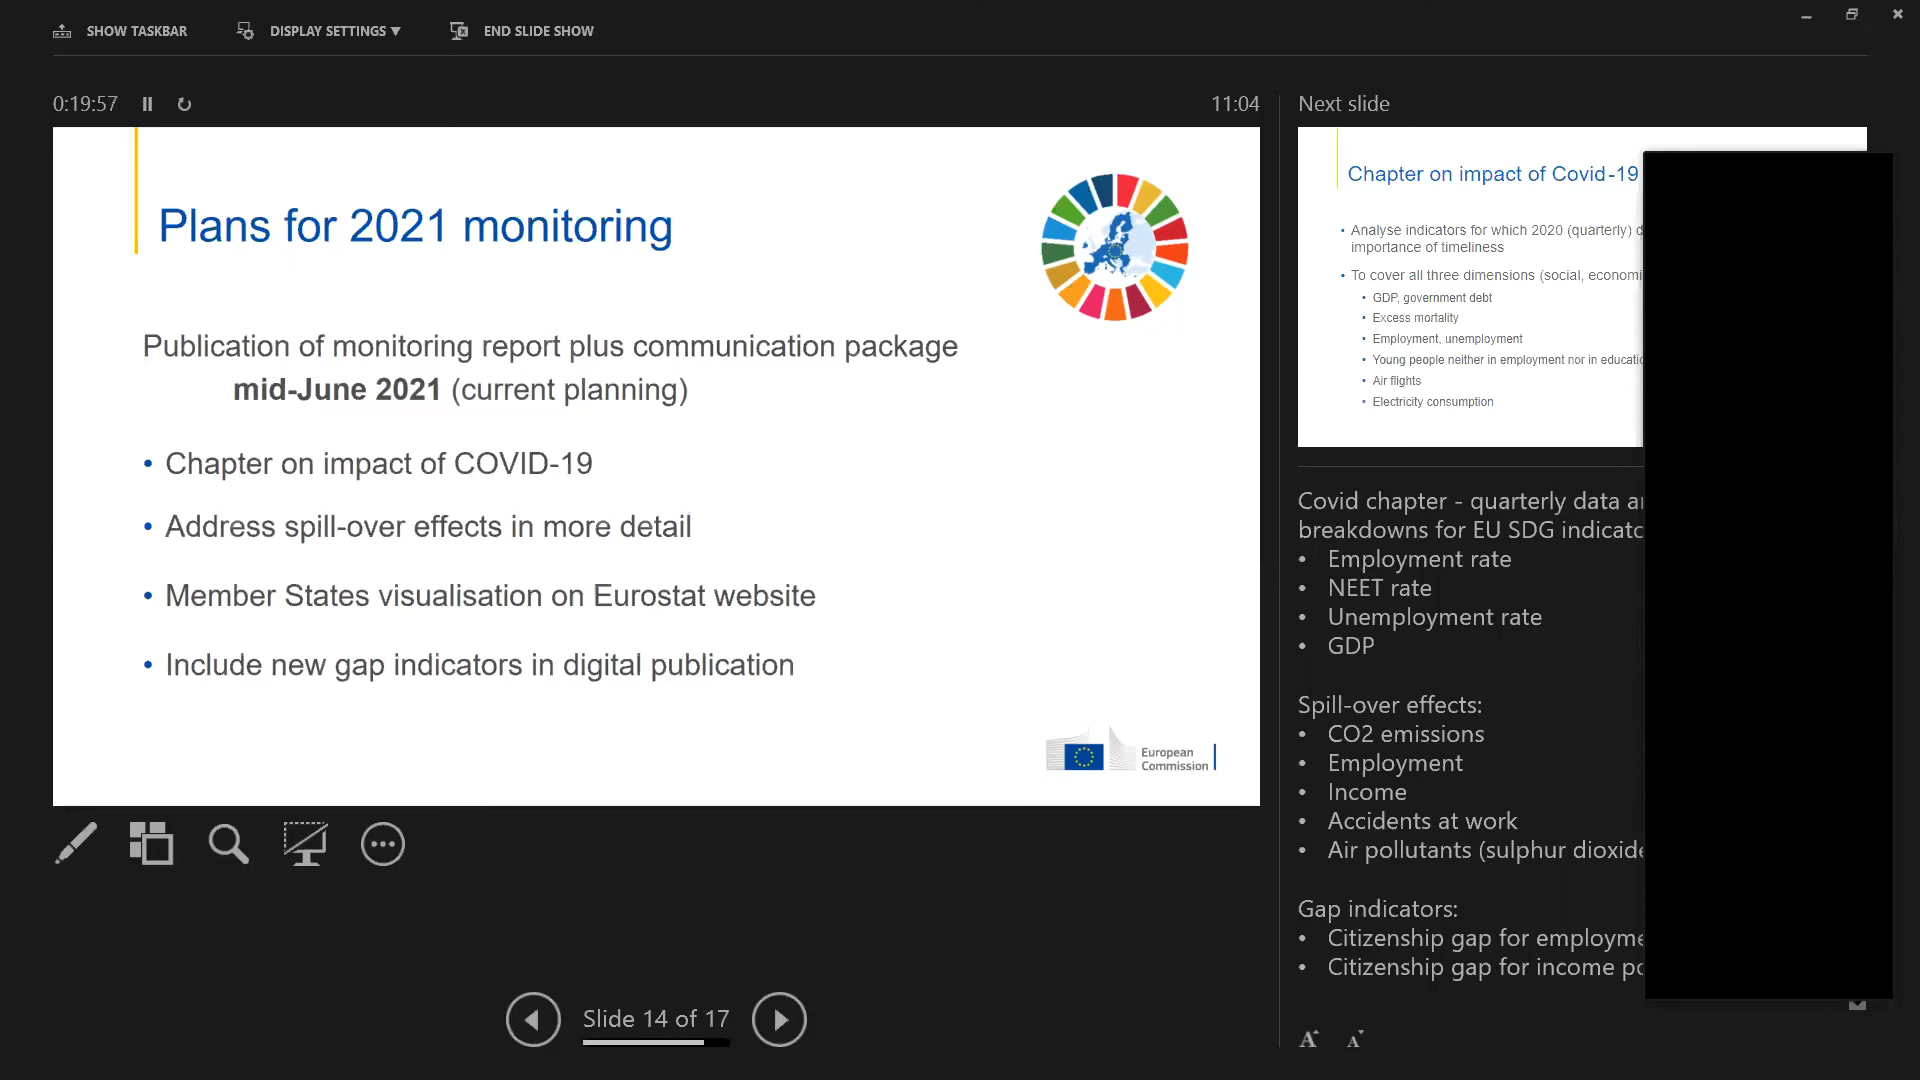 SHOW TASKBAR
DISPLAY SETTINGS ▼
END SLIDE SHOW
0:19:57
11:04
Plans for 2021 monitoring
Publication of monitoring report plus communication package
mid-June 2021 (current planning)
• Chapter on impact of COVID-19
• Address spill-over effects in more detail
• Member States visualisation on Eurostat website
• Include new gap indicators in digital publication
European
Commission
Slide 14 of 17
Next slide
Chapter on impact of Covid-19
• Analyse indicators for which 2020 (quarterly)
importance of timeliness
• To cover all three dimensions (social,
• GDP, government debt
• Excess mortality
• Employment, unemployment
• Young people neither in employment nor in
• Air flights
• Electricity consumption
Covid chapter - quarterly data
breakdowns for EU SDG
• Employment rate
• NEET rate
• Unemployment rate
• GDP
Spill-over effects:
• CO2 emissions
• Employment
• Income
• Accidents at work
• Air pollutants (sulphur
Gap indicators:
• Citizenship gap for
• Citizenship gap for income
A A